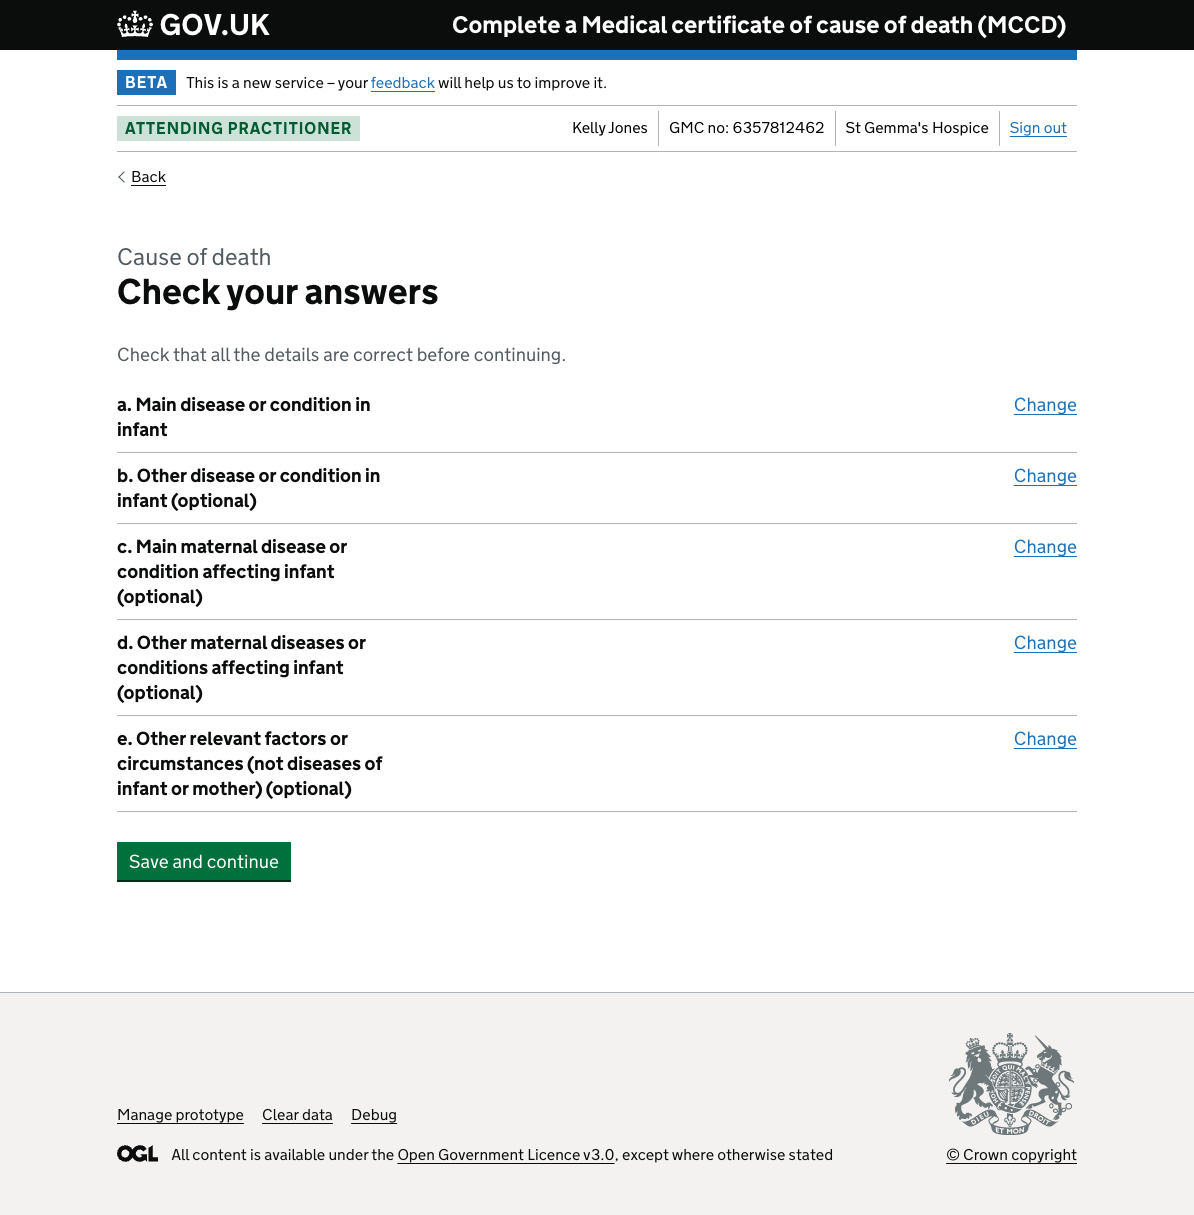 GOV.UK
Complete a Medical certificate of cause of death (MCCD)
BETA This is a new service – your feedback will help us to improve it.
ATTENDING PRACTITIONER
Kelly Jones GMC no: 6357812462 St Gemma's Hospice Sign out
Back
Cause of death
Check your answers
Check that all the details are correct before continuing.
a. Main disease or condition in
infant
Change
b. Other disease or condition in
infant (optional)
Change
c. Main maternal disease or
condition affecting infant
(optional)
Change
d. Other maternal diseases or
conditions affecting infant
(optional)
Change
e. Other relevant factors or
circumstances (not diseases of
infant or mother) (optional)
Change
Save and continue
Manage prototype Clear data Debug
OGL All content is available under the Open Government Licence v3.0, except where otherwise stated
DIEU ET MON DROIT
© Crown copyright